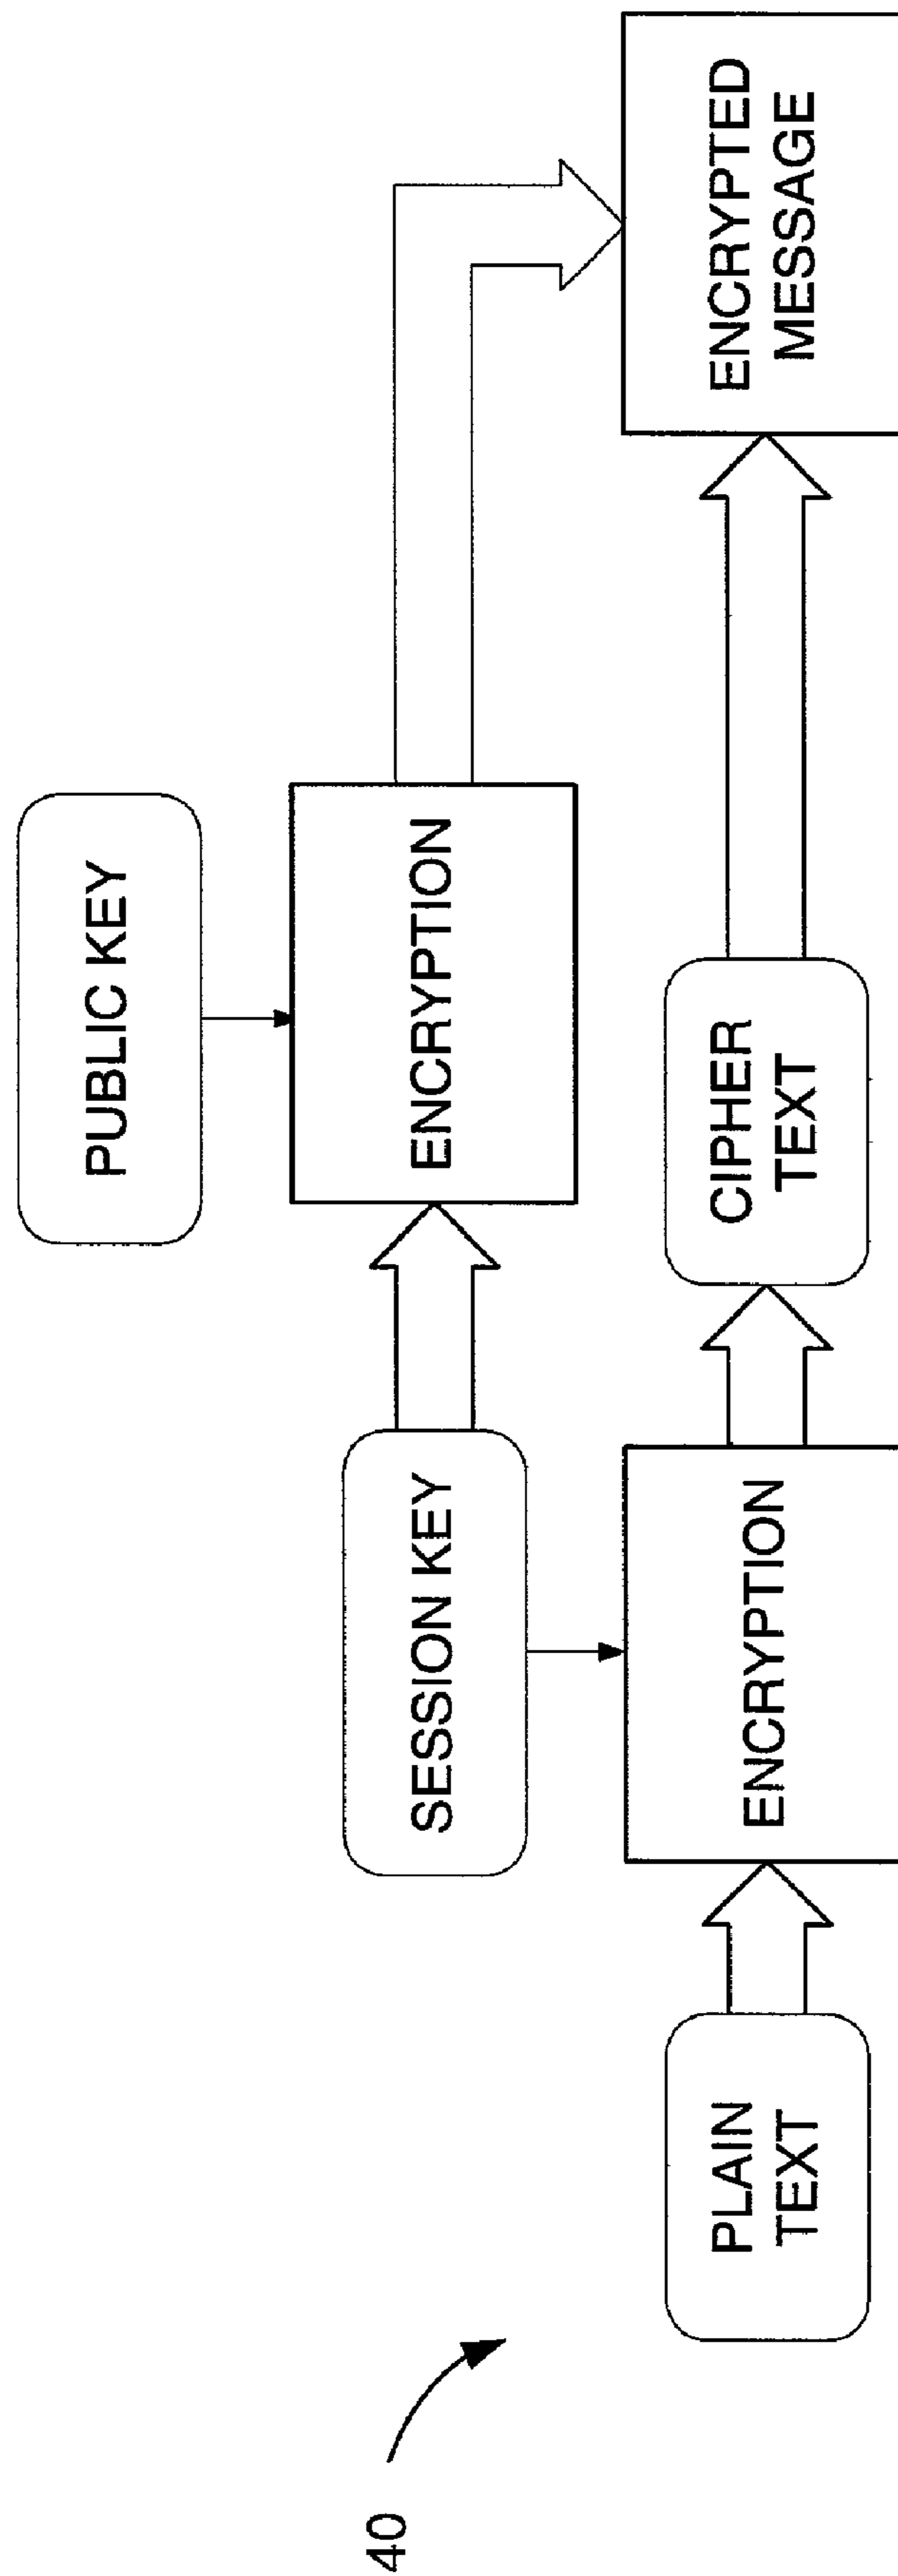 PUBLIC KEY
SESSION KEY
ENCRYPTION
PLAIN
TEXT
ENCRYPTION
CIPHER
TEXT
ENCRYPTED
MESSAGE
40